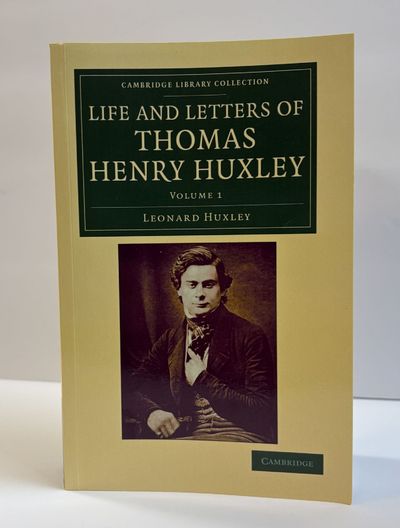 CAMBRIDGE LIBRARY COLLECTION
LIFE AND LETTERS OF
THOMAS
HENRY HUXLEY
VOLUME 1
LEONARD HUXLEY
CAMBRIDGE